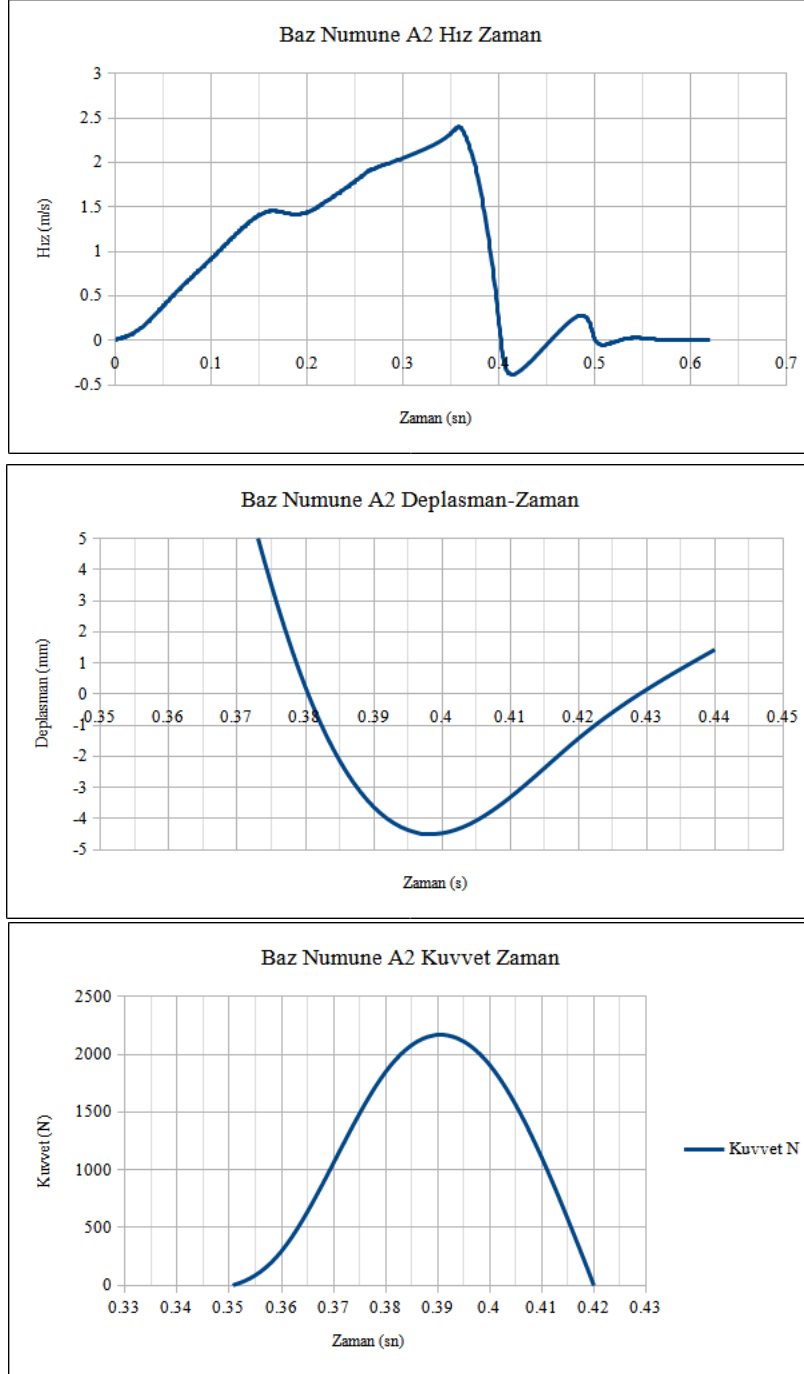 Baz Numune A2 Hız Zaman
3
2.5
2
1.5
1
0.5
0
-0.5
0 0.1 0.2 0.3 0.4 0.5 0.6 0.7
Hız (m/s)
Zaman (sn)
Baz Numune A2 Deplasman-Zaman
5
4
3
2
1
0
-1
-2
-3
-4
-5
0.35 0.36 0.37 0.38 0.39 0.4 0.41 0.42 0.43 0.44 0.45
Deplasman (mm)
Zaman (s)
Baz Numune A2 Kuvvet Zaman
2500
2000
1500
1000
500
0
0.33 0.34 0.35 0.36 0.37 0.38 0.39 0.4 0.41 0.42 0.43
Kuvvet (N)
Kuvvet N
Zaman (sn)